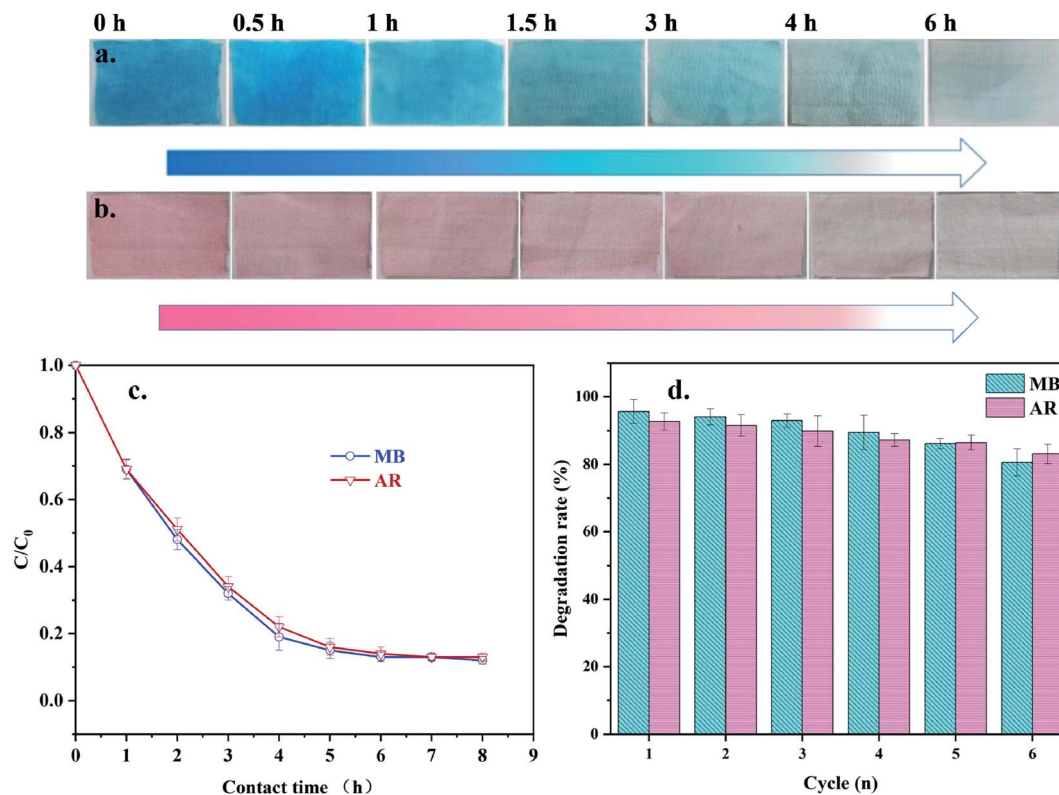 0 h 0.5 h 1 h 1.5 h 3 h 4 h 6 h
a.
b.
c.
1.0
0.8
0.6
0.4
0.2
0.0
C/C0
MB
AR
0 1 2 3 4 5 6 7 8 9
Contact time （h）
d.
MB
AR
100
80
60
40
20
0
Degradation rate (%)
1 2 3 4 5 6
Cycle (n)